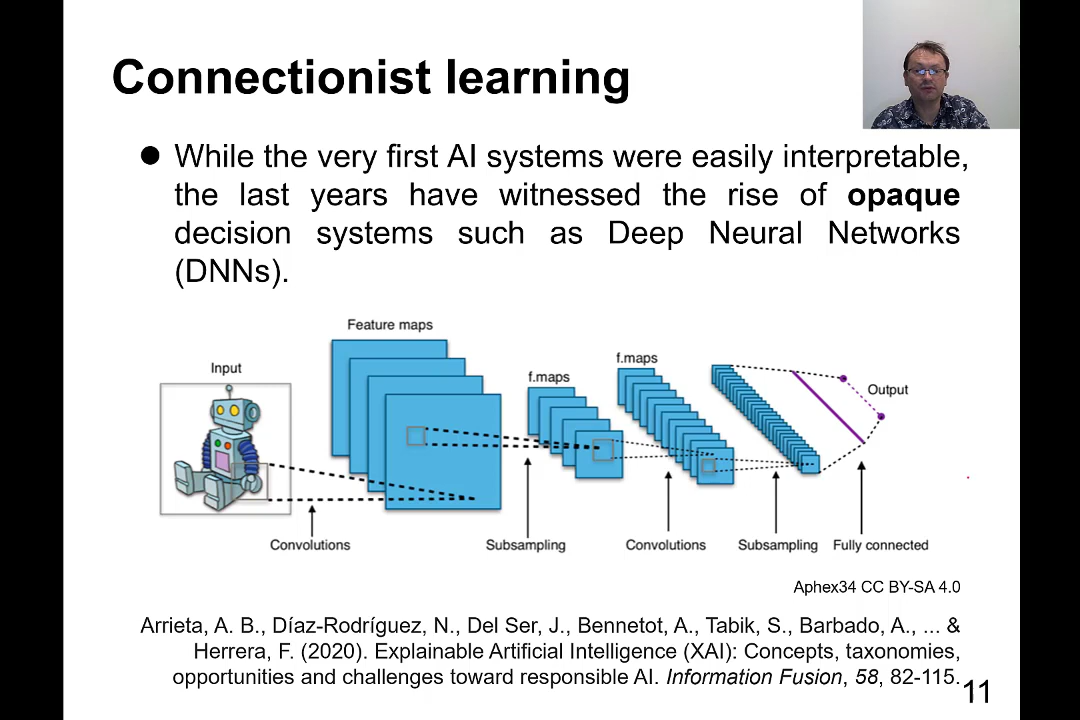 Connectionist learning
● While the very first AI systems were easily interpretable,
the last years have witnessed the rise of opaque
decision systems such as Deep Neural Networks
(DNNs).
Feature maps
Input
f.maps
f.maps
Output
Convolutions
Subsampling
Convolutions
Subsampling
Fully connected
Aphex34 CC BY-SA 4.0
Arrieta, A. B., Díaz-Rodríguez, N., Del Ser, J., Bennetot, A., Tabik, S., Barbado, A., ... &
Herrera, F. (2020). Explainable Artificial Intelligence (XAI): Concepts, taxonomies,
opportunities and challenges toward responsible AI. Information Fusion, 58, 82-115.
11